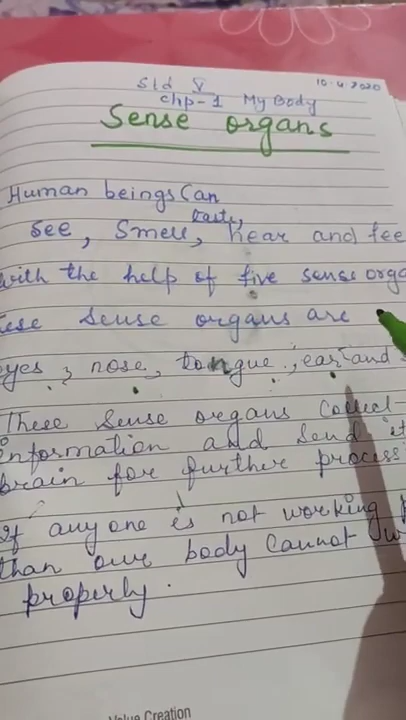 Std V 10-4-2020
Chp-1 My Body
Sense organs
Human beings Can
taste,
See, Smell, hear and fee
with the help of five sense orga
ese sense organs are
eyes, nose, tongue, ear and
These sense organs collect
information and send it
brain for further process
If any one is not working
than our body cannot w
properly.
Value Creation